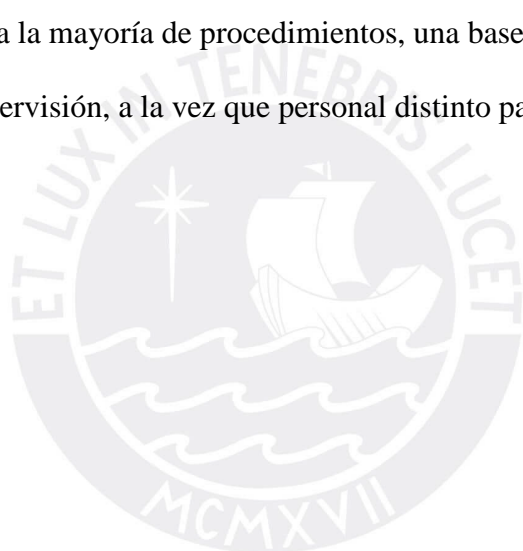 a la mayoría de procedimientos, una base
ervisión, a la vez que personal distinto pa
ET LUX IN TENEBRIS LUCET
MCMXVII